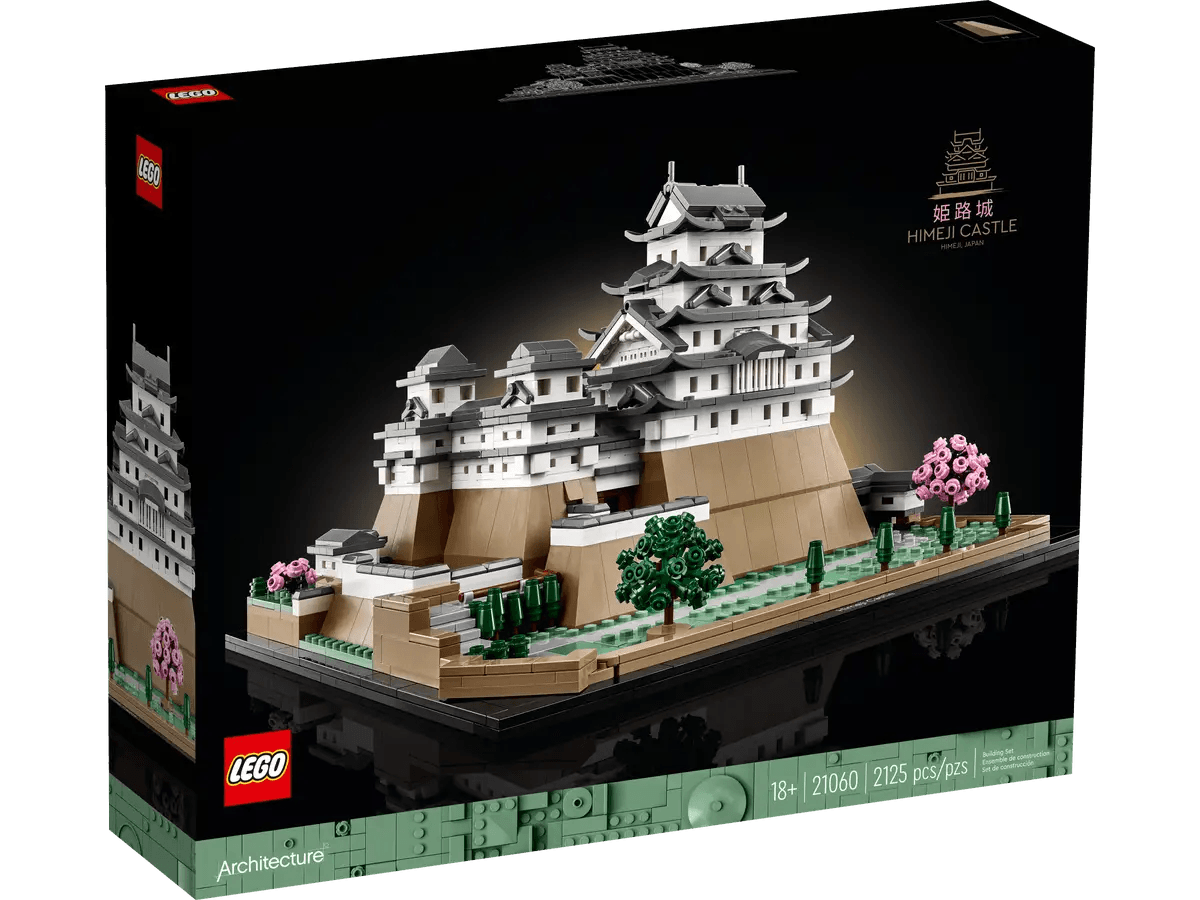 LEGO
LEGO
姫路城
HIMEJI CASTLE
HIMEJI, JAPAN
LEGO
18+ | 21060 | 2125 pcs/pzs
Building Set
Ensemble de construction
Set de construcción
Architecture